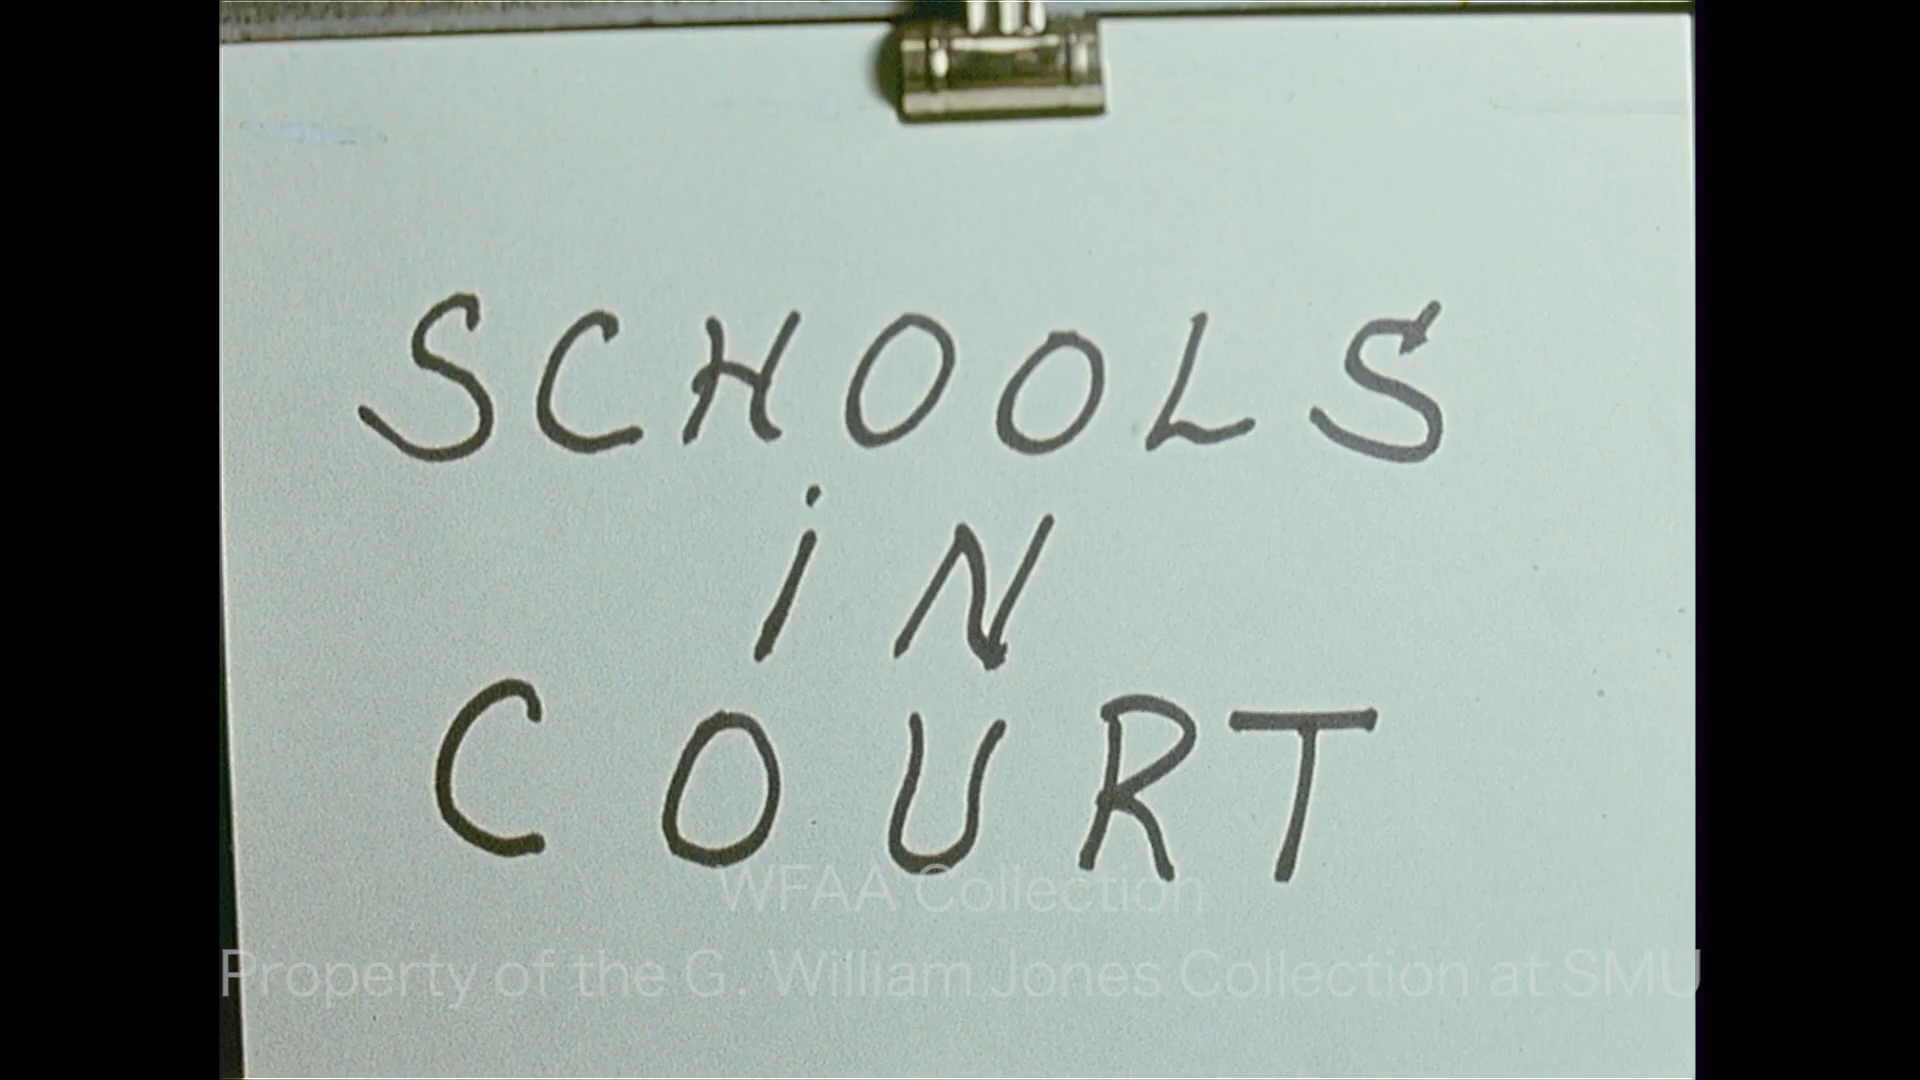 SCHOOLS
iN
COURT
WFAA Collection
Property of the G. William Jones Collection at SMU